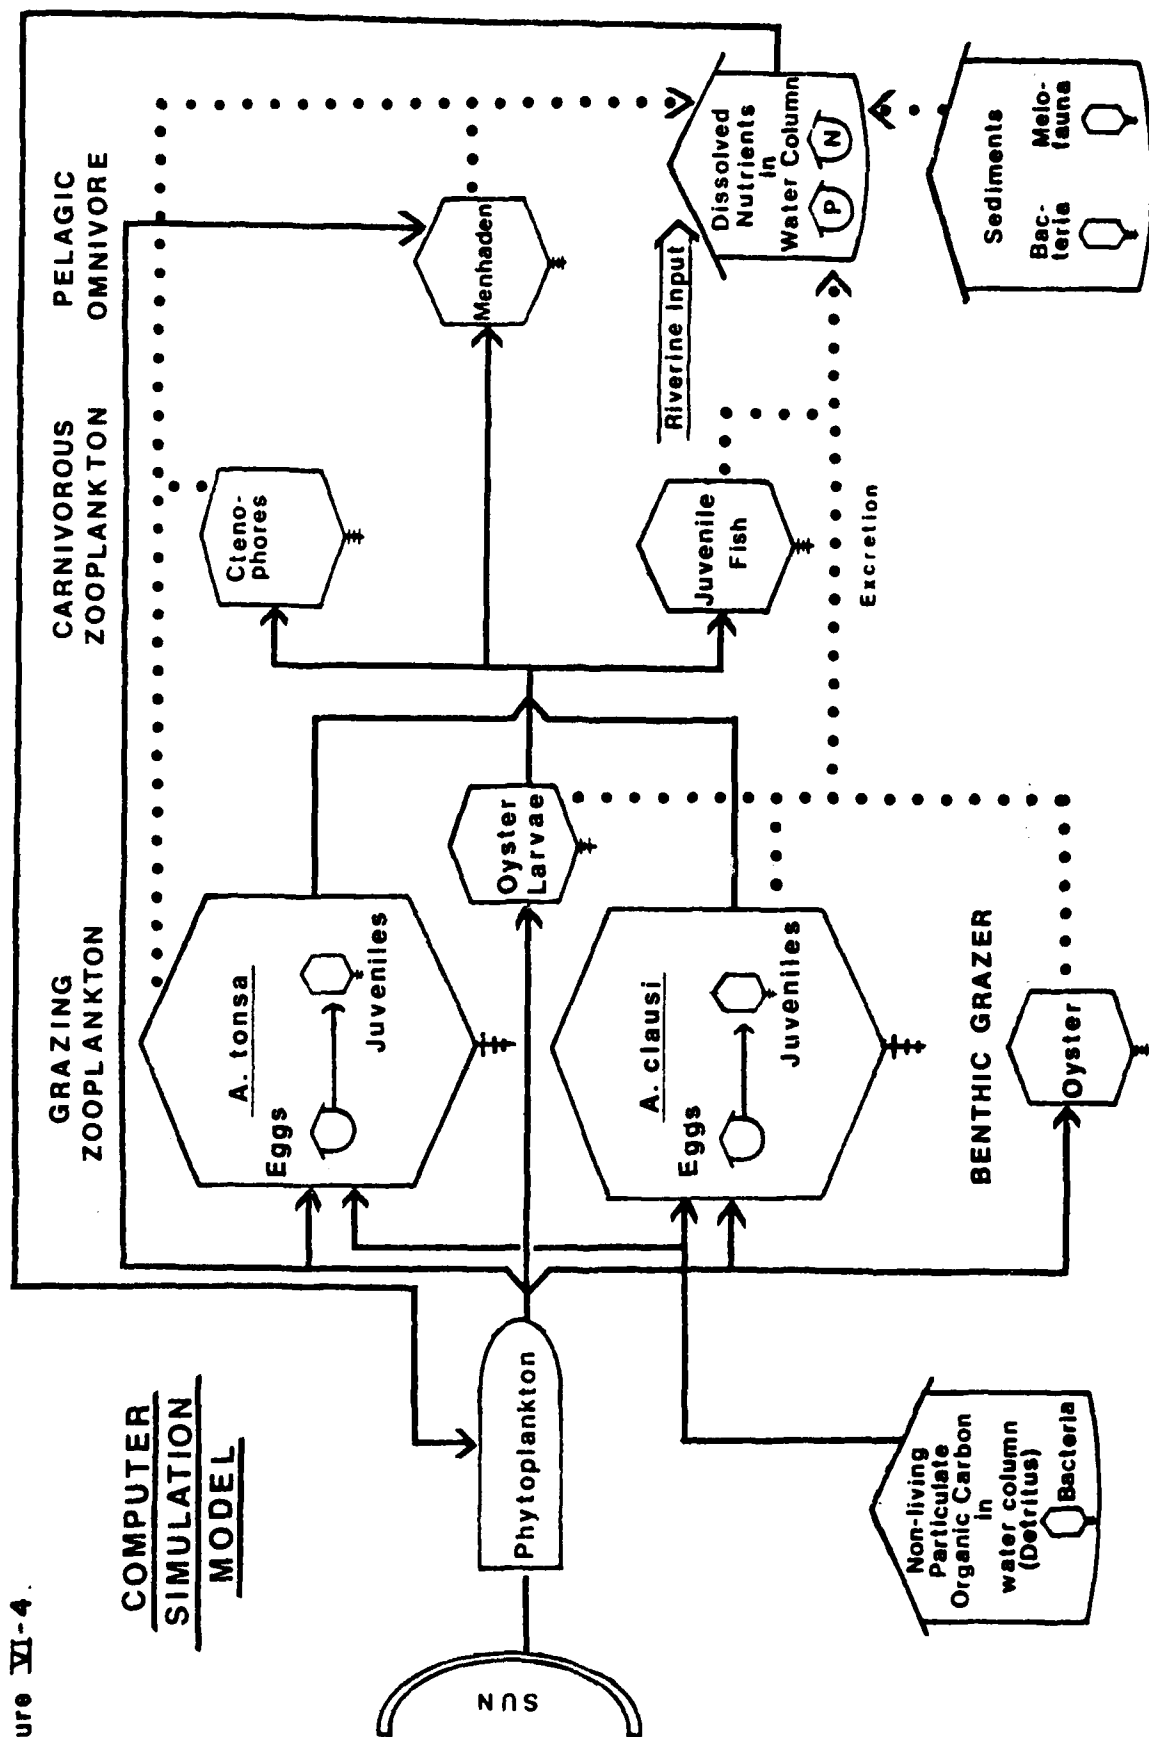 ure VI-4.
COMPUTER
SIMULATION
MODEL
GRAZING
ZOOPLANKTON
CARNIVOROUS
ZOOPLANKTON
PELAGIC
OMNIVORE
SUN
Phytoplankton
A. tonsa
Eggs
Juveniles
Oyster
Larvae
A. clausi
Eggs
Juveniles
BENTHIC GRAZER
Oyster
Cteno-
phores
Menhaden
Juvenile
Fish
Excretion
Riverine Input
Dissolved
Nutrients
in
Water Column
P
N
Sediments
Bac-
teria
Meio-
fauna
Non-living
Particulate
Organic Carbon
in
water column
(Detritus)
Bacteria